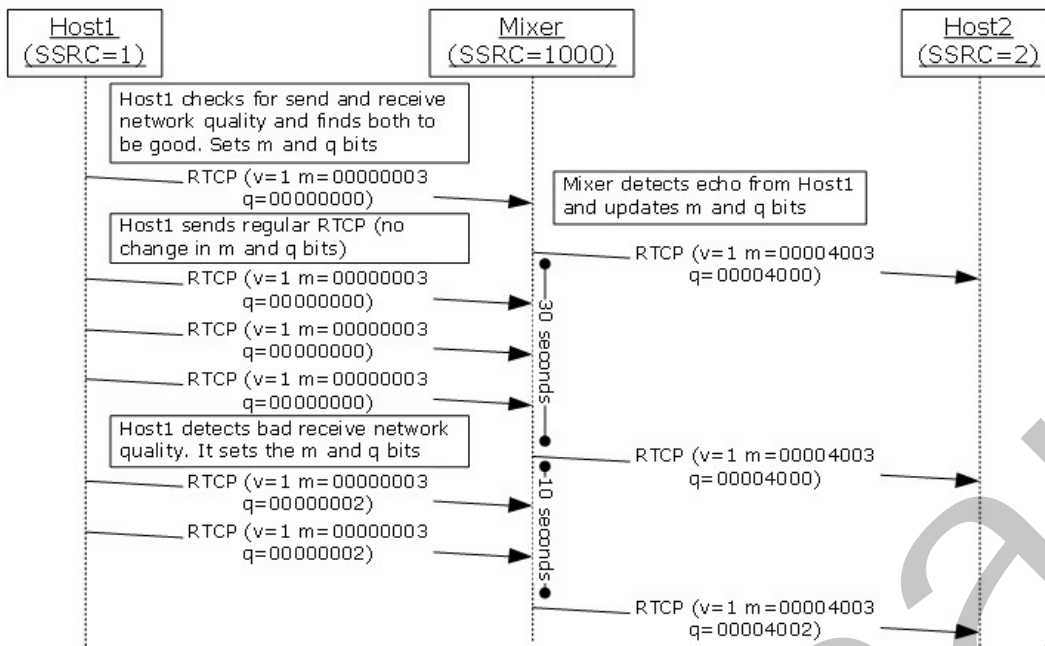 Host1
(SSRC=1)
Mixer
(SSRC=1000)
Host2
(SSRC=2)
Host1 checks for send and receive
network quality and finds both to
be good. Sets m and q bits
RTCP (v=1 m=00000003
q=00000000)
Mixer detects echo from Host1
and updates m and q bits
Host1 sends regular RTCP (no
change in m and q bits)
RTCP (v=1 m=00004003
q=00004000)
RTCP (v=1 m=00000003
q=00000000)
30 seconds
RTCP (v=1 m=00000003
q=00000000)
RTCP (v=1 m=00000003
q=00000000)
Host1 detects bad receive network
quality. It sets the m and q bits
RTCP (v=1 m=00004003
q=00004000)
RTCP (v=1 m=00000003
q=00000002)
10 seconds
RTCP (v=1 m=00000003
q=00000002)
RTCP (v=1 m=00004003
q=00004002)